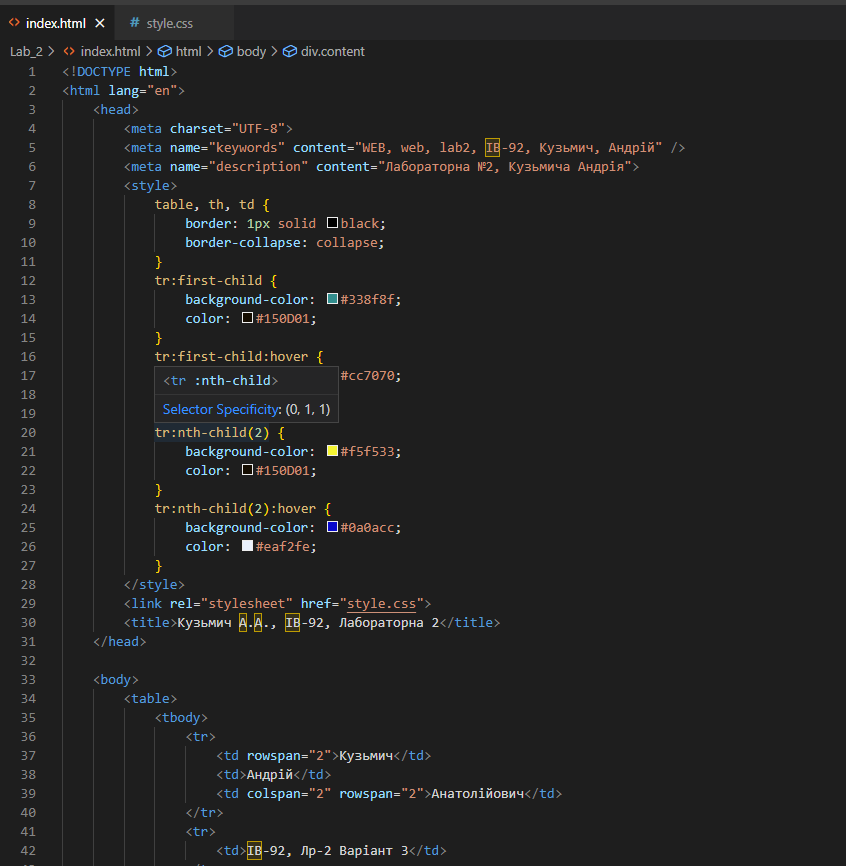 index.html
style.css
Lab_2 > index.html > html > body > div.content
1 <!DOCTYPE html>
2 <html lang="en">
3 <head>
4 <meta charset="UTF-8">
5 <meta name="keywords" content="WEB, web, lab2, ІВ-92, Кузьмич, Андрій" />
6 <meta name="description" content="Лабораторна №2, Кузьмича Андрія">
7 <style>
8 table, th, td {
9 border: 1px solid black;
10 border-collapse: collapse;
11 }
12 tr:first-child {
13 background-color: #338f8f;
14 color: #150D01;
15 }
16 tr:first-child:hover {
17 #cc7070;
<tr :nth-child>
18
Selector Specificity: (0, 1, 1)
19
20 tr:nth-child(2) {
21 background-color: #f5f533;
22 color: #150D01;
23 }
24 tr:nth-child(2):hover {
25 background-color: #0a0acc;
26 color: #eaf2fe;
27 }
28 </style>
29 <link rel="stylesheet" href="style.css">
30 <title>Кузьмич А.А., ІВ-92, Лабораторна 2</title>
31 </head>
32
33 <body>
34 <table>
35 <tbody>
36 <tr>
37 <td rowspan="2">Кузьмич</td>
38 <td>Андрій</td>
39 <td colspan="2" rowspan="2">Анатолійович</td>
40 </tr>
41 <tr>
42 <td>ІВ-92, Лр-2 Варіант 3</td>